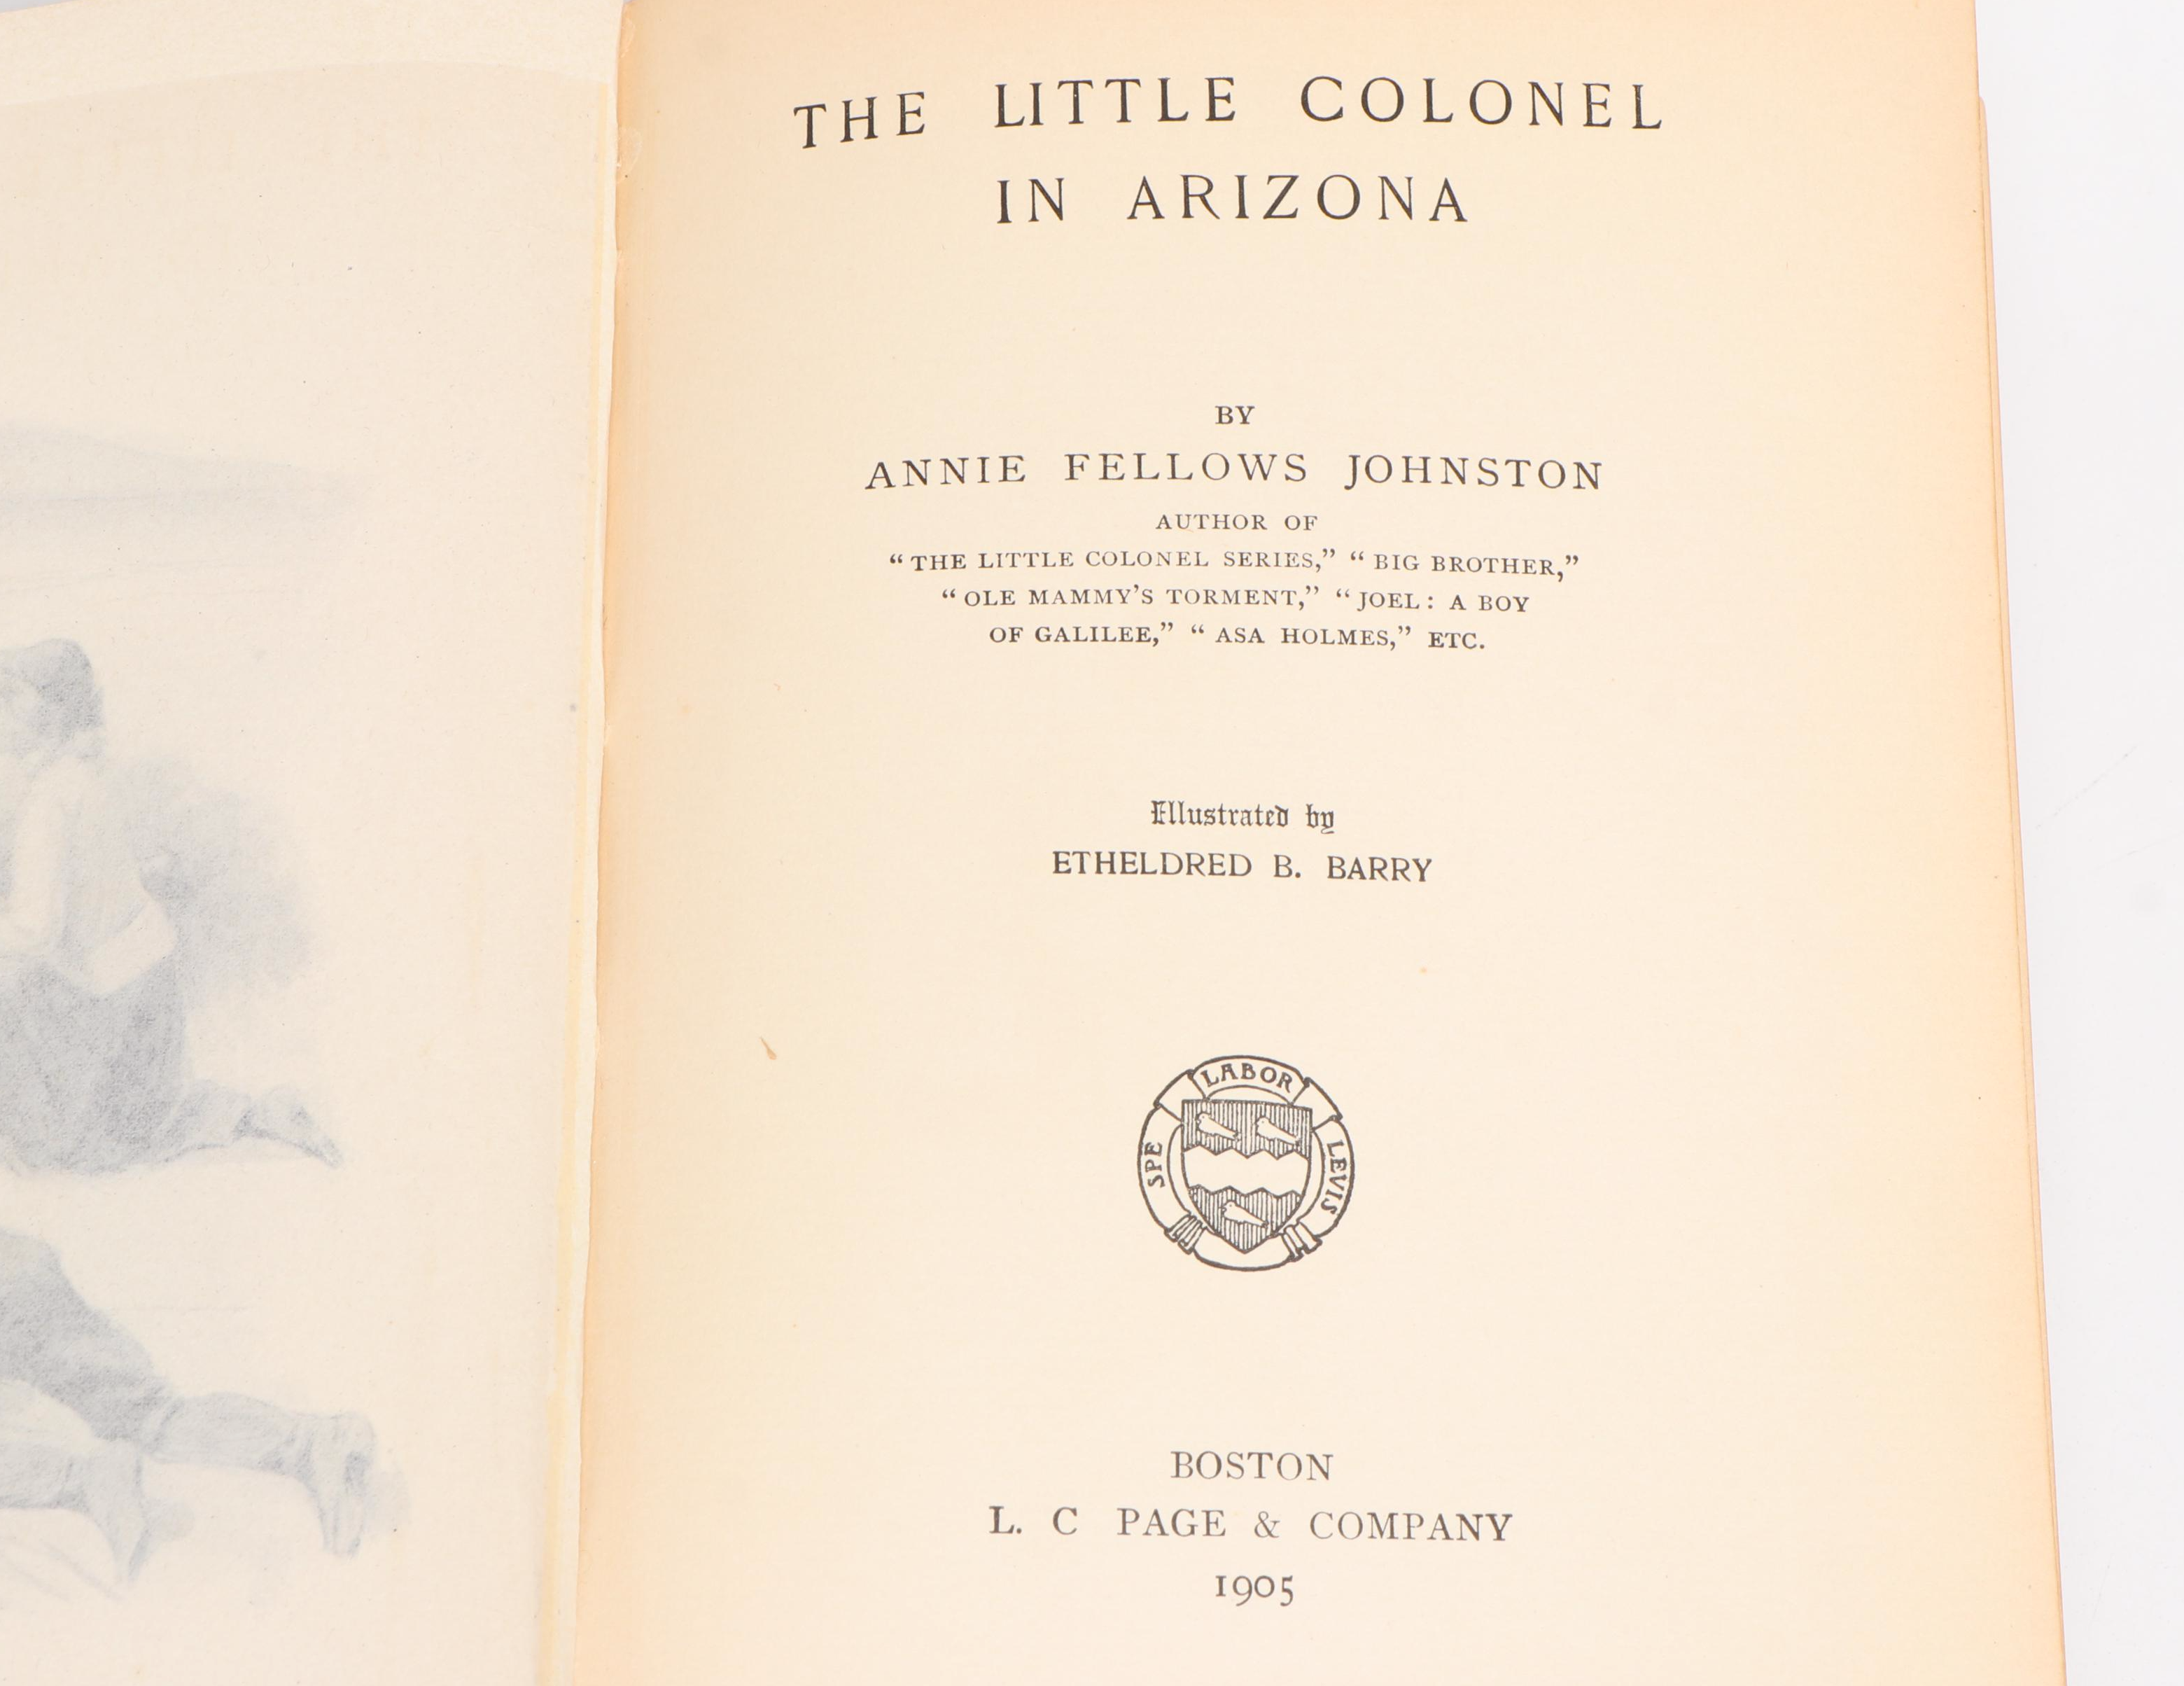 THE LITTLE COLONEL
IN ARIZONA
BY
ANNIE FELLOWS JOHNSTON
AUTHOR OF
“ THE LITTLE COLONEL SERIES,” “ BIG BROTHER,”
“ OLE MAMMY’S TORMENT,” “ JOEL : A BOY
OF GALILEE,” “ ASA HOLMES,” ETC.
Illustrated by
ETHELDRED B. BARRY
SPE LABOR LEVIS
BOSTON
L. C PAGE & COMPANY
1905